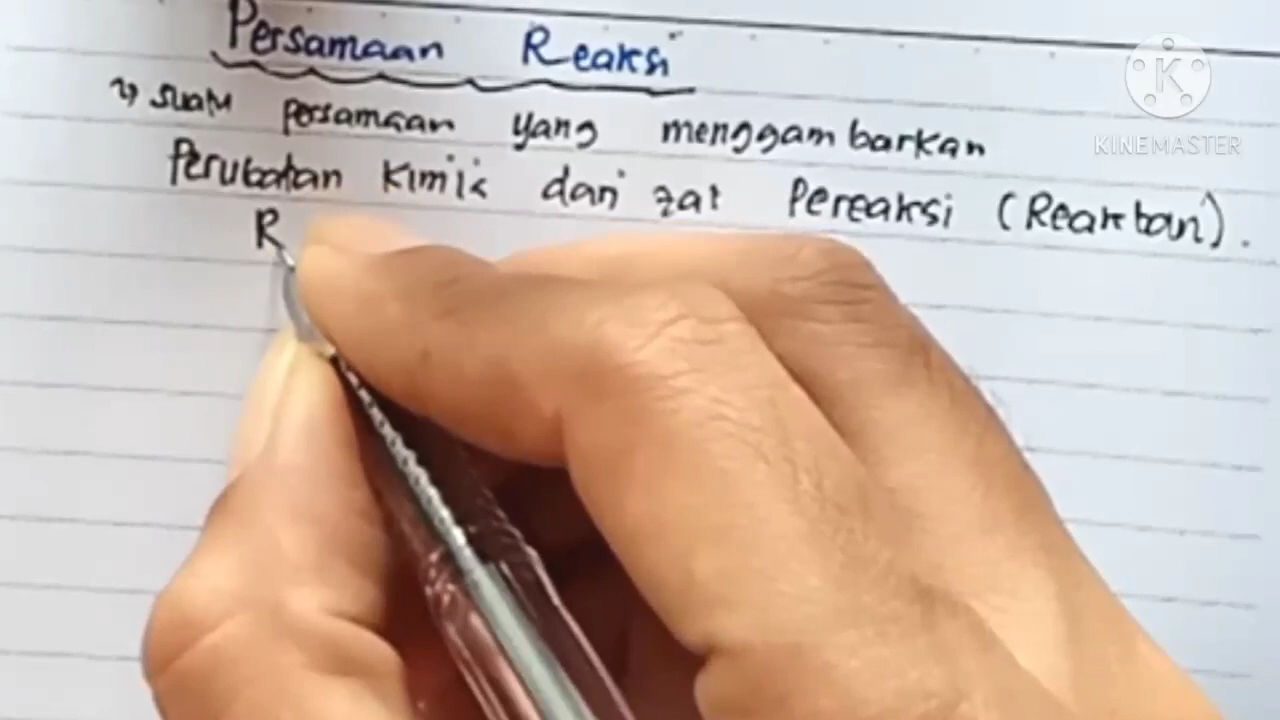 Persamaan Reaksi
suatu persamaan yang menggambarkan
Perubahan Kimia dari zat Pereaksi (Reaktan).
R
K
KINEMASTER